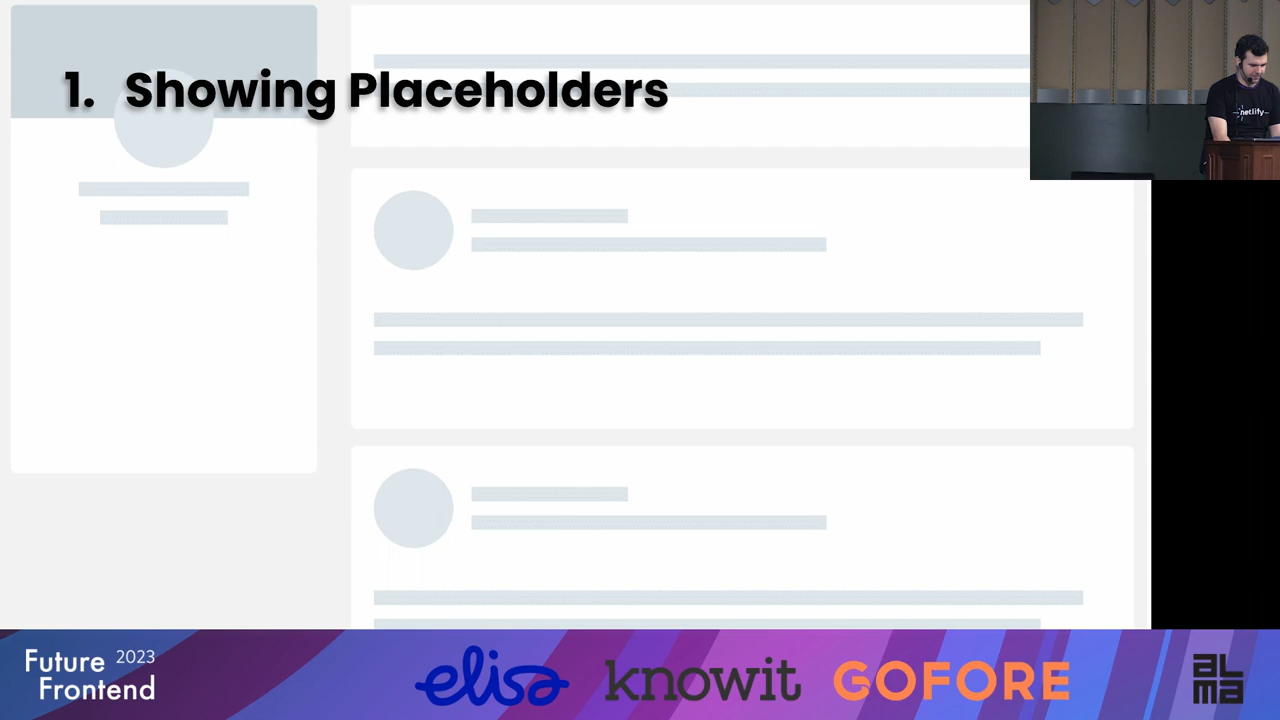 1. Showing Placeholders
netlify
Future 2023
Frontend
elisa
knowit
GOFORE
ALMA